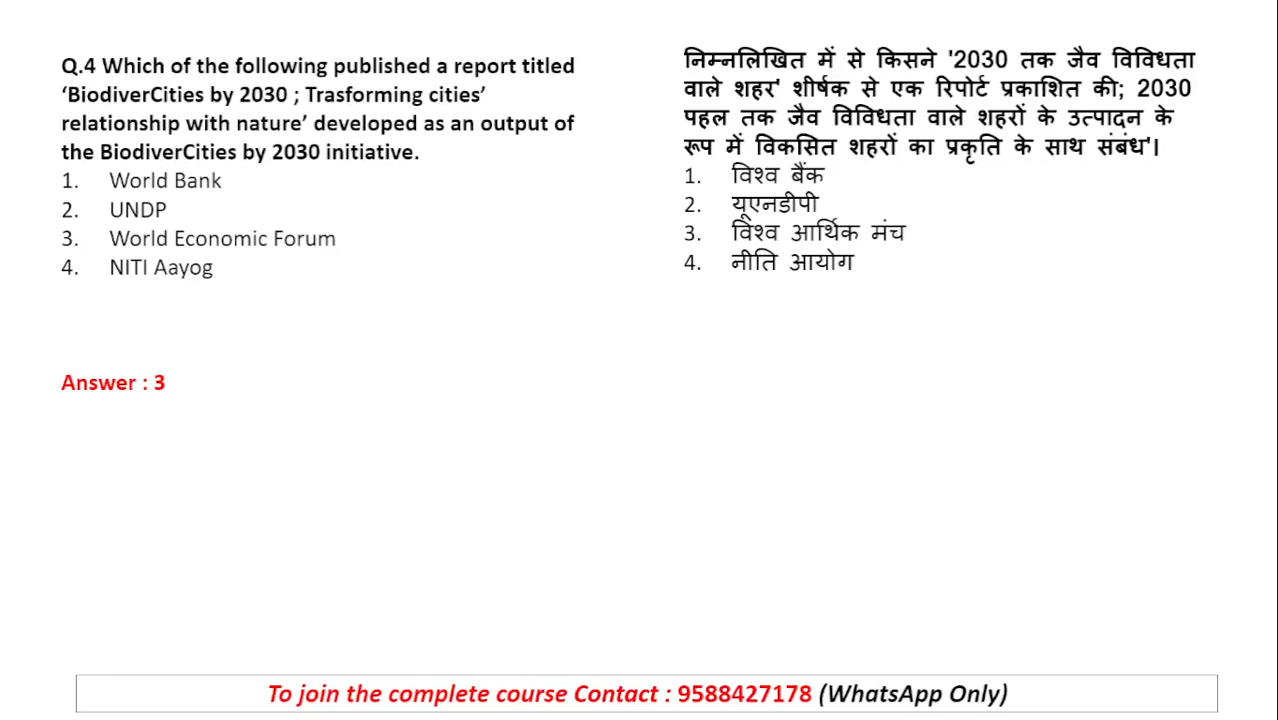 Q.4 Which of the following published a report titled
‘BiodiverCities by 2030 ; Trasforming cities’
relationship with nature’ developed as an output of
the BiodiverCities by 2030 initiative.
1. World Bank
2. UNDP
3. World Economic Forum
4. NITI Aayog
Answer : 3
निम्नलिखित में से किसने '2030 तक जैव विविधता
वाले शहर' शीर्षक से एक रिपोर्ट प्रकाशित की; 2030
पहल तक जैव विविधता वाले शहरों के उत्पादन के
रूप में विकसित शहरों का प्रकृति के साथ संबंध'।
1. विश्व बैंक
2. यूएनडीपी
3. विश्व आर्थिक मंच
4. नीति आयोग
To join the complete course Contact : 9588427178 (WhatsApp Only)